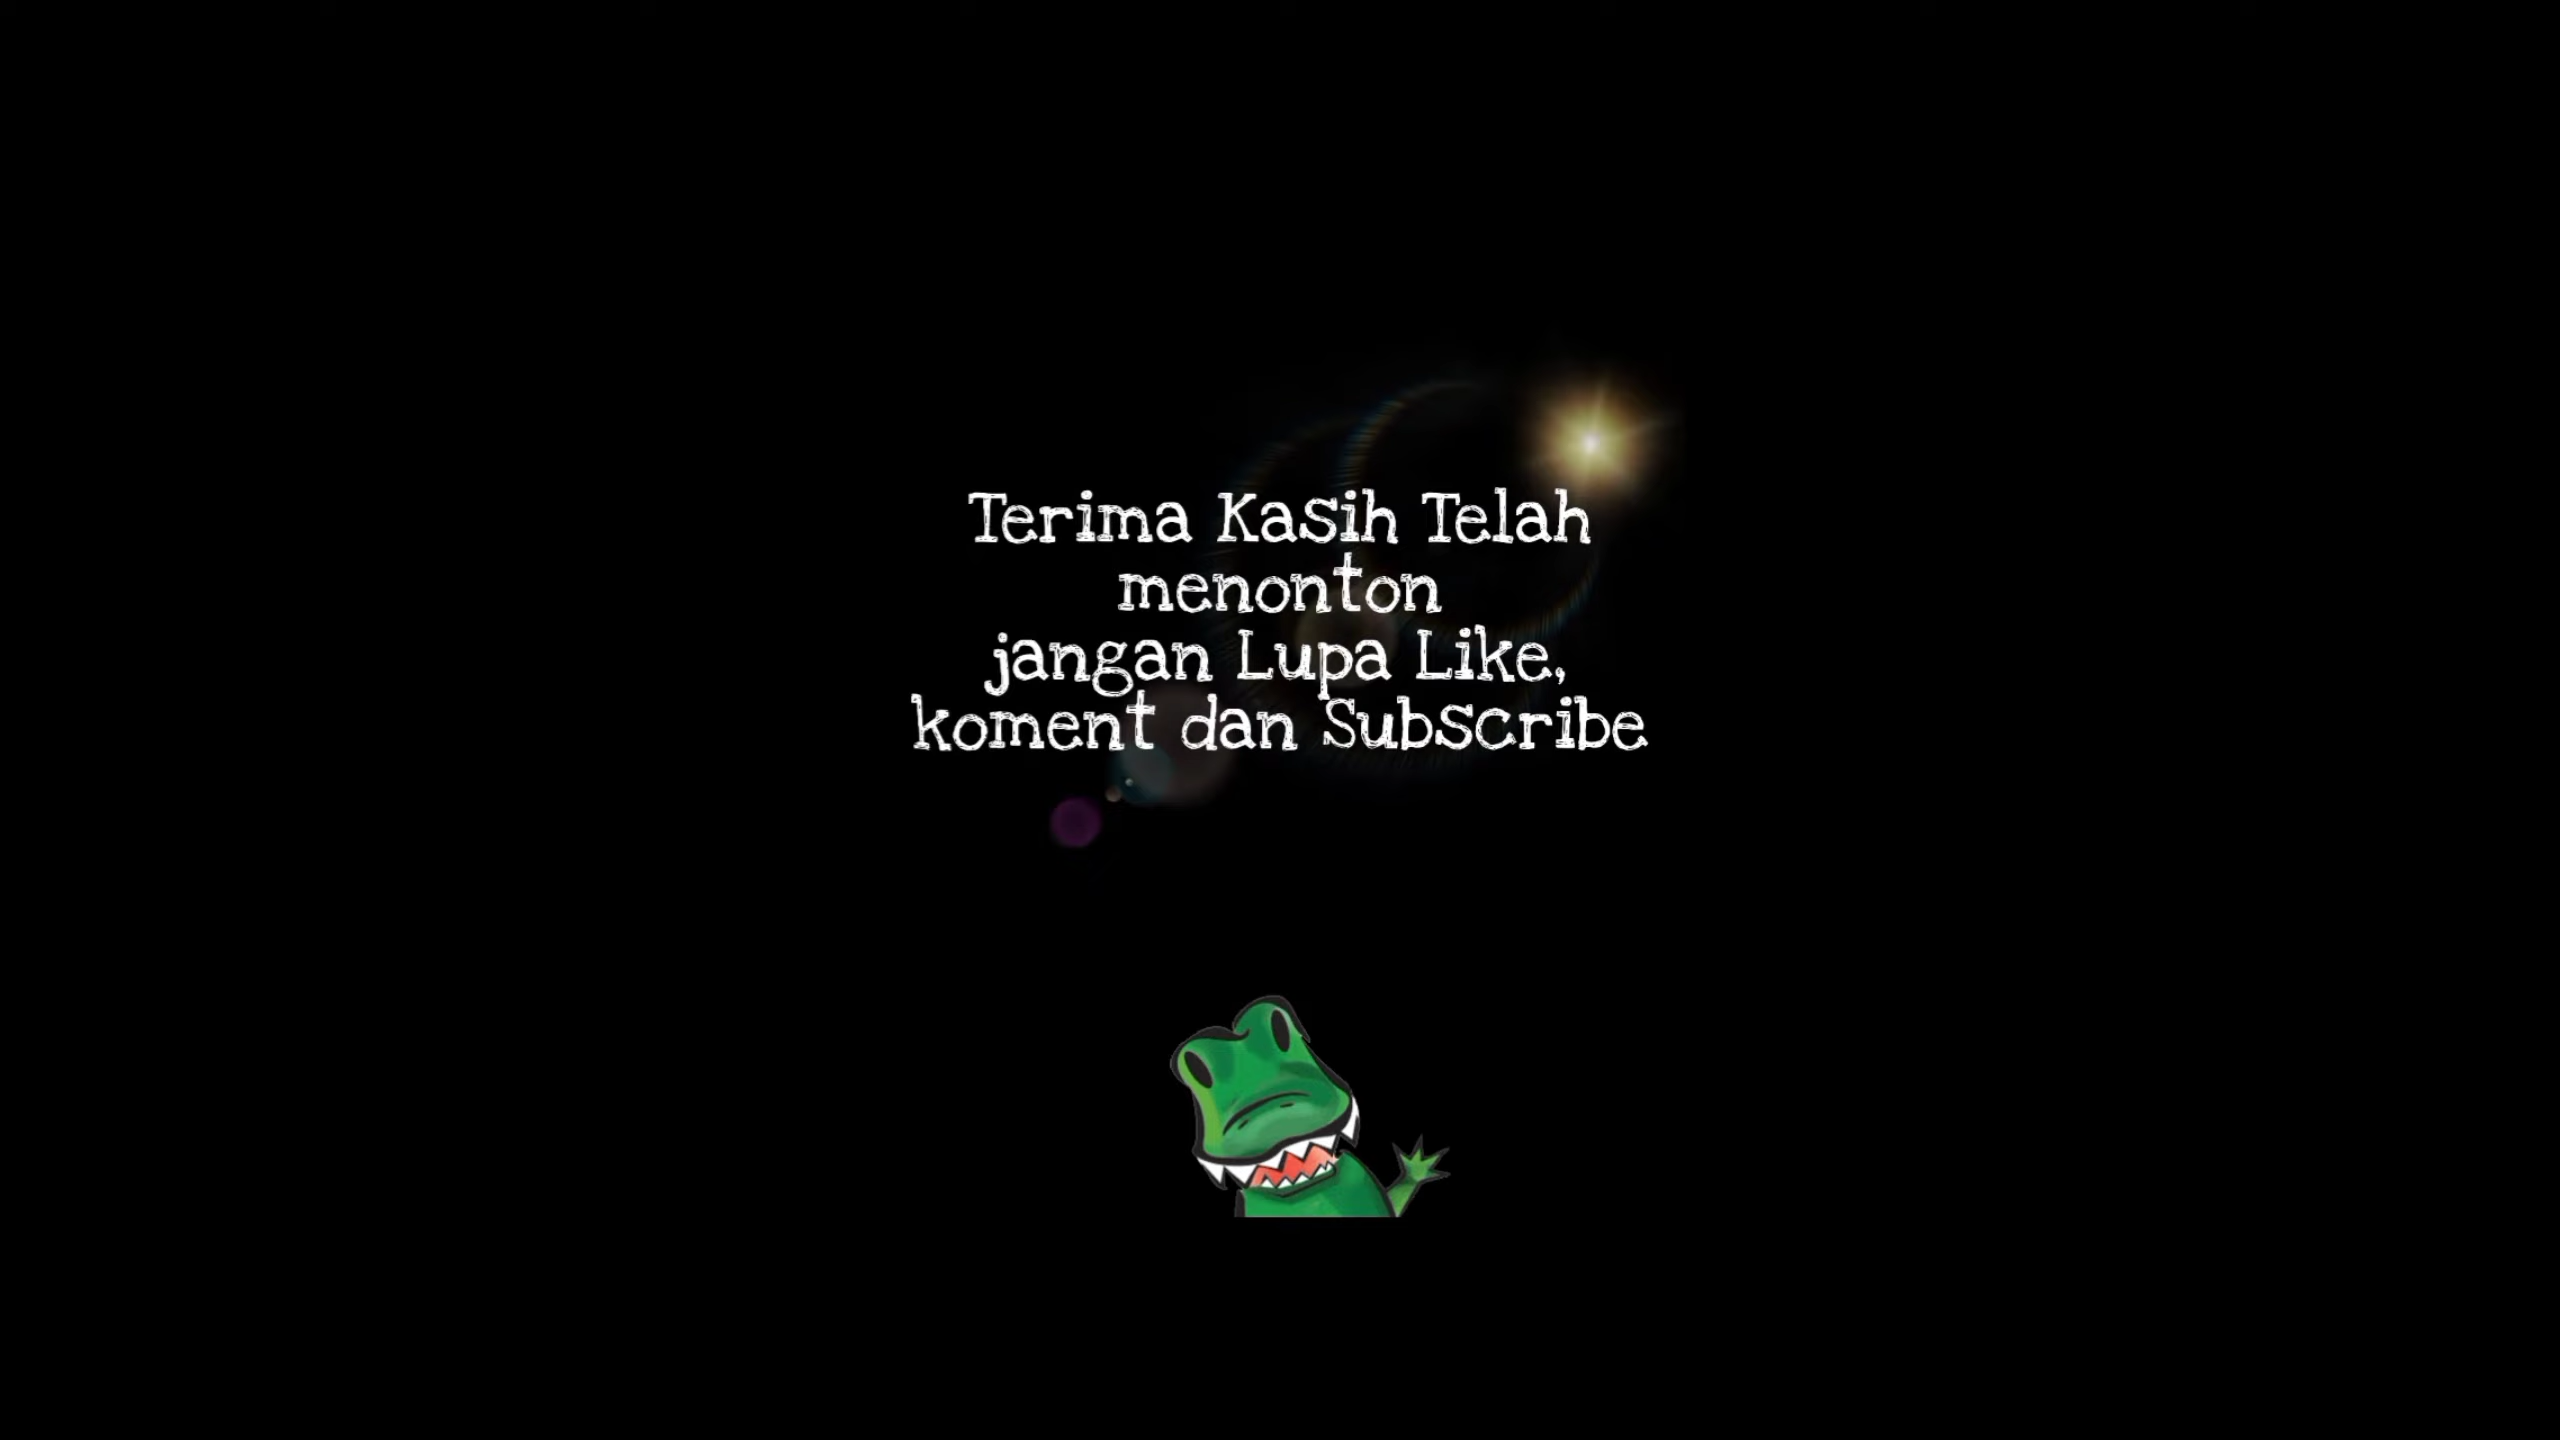 Terima Kasih Telah
menonton
jangan Lupa Like,
koment dan Subscribe